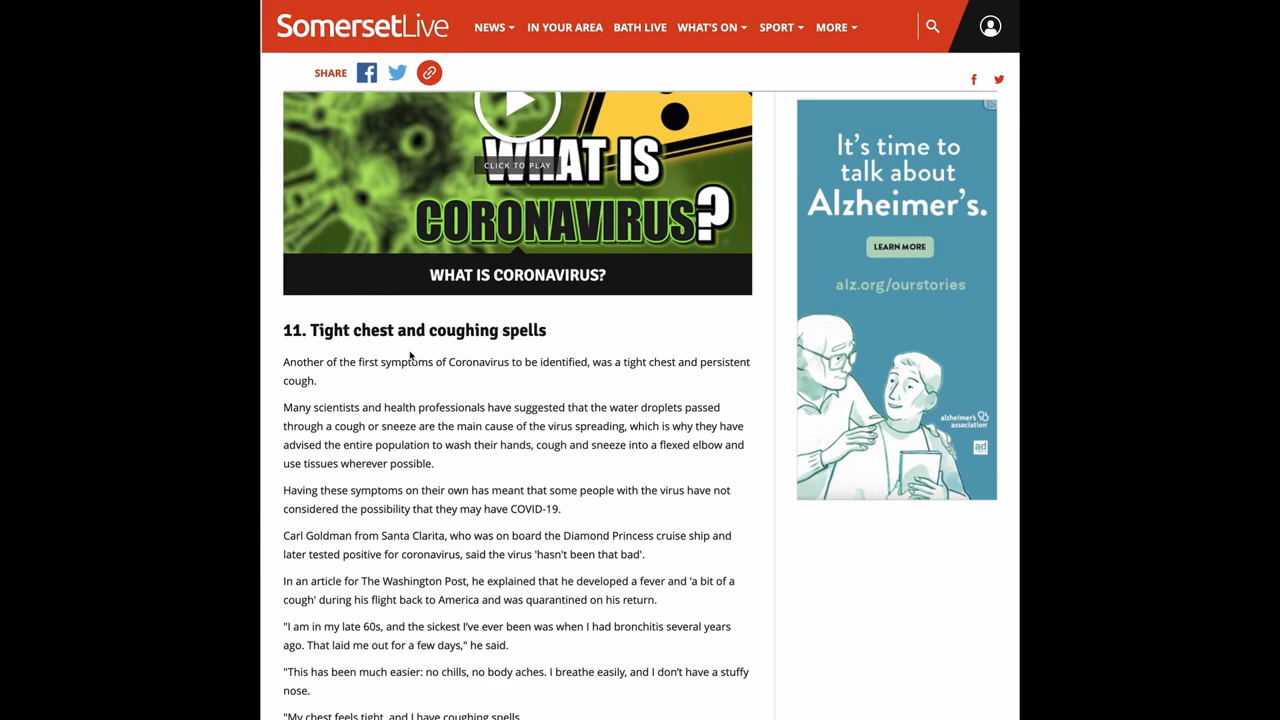 SomersetLive
NEWS IN YOUR AREA BATH LIVE WHAT'S ON SPORT MORE
SHARE
WHAT IS
CLICK TO PLAY
CORONAVIRUS?
WHAT IS CORONAVIRUS?
11. Tight chest and coughing spells
Another of the first symptoms of Coronavirus to be identified, was a tight chest and persistent
cough.
Many scientists and health professionals have suggested that the water droplets passed
through a cough or sneeze are the main cause of the virus spreading, which is why they have
advised the entire population to wash their hands, cough and sneeze into a flexed elbow and
use tissues wherever possible.
Having these symptoms on their own has meant that some people with the virus have not
considered the possibility that they may have COVID-19.
Carl Goldman from Santa Clarita, who was on board the Diamond Princess cruise ship and
later tested positive for coronavirus, said the virus 'hasn't been that bad'.
In an article for The Washington Post, he explained that he developed a fever and 'a bit of a
cough' during his flight back to America and was quarantined on his return.
"I am in my late 60s, and the sickest I've ever been was when I had bronchitis several years
ago. That laid me out for a few days," he said.
"This has been much easier: no chills, no body aches. I breathe easily, and I don't have a stuffy
nose.
"My chest feels tight, and I have coughing spells.
It's time to
talk about
Alzheimer's.
LEARN MORE
alz.org/ourstories
alzheimer's
association
ad